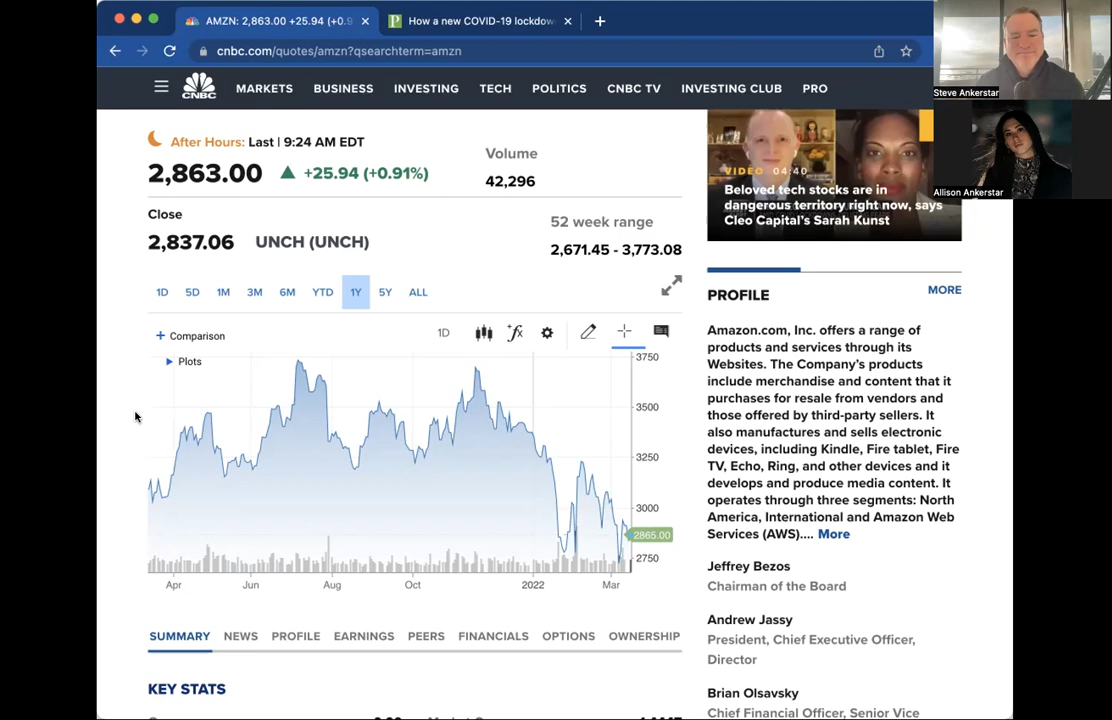 AMZN: 2,863.00 +25.94 (+0.9
How a new COVID-19 lockdow
cnbc.com/quotes/amzn?qsearchterm=amzn
CNBC
MARKETS BUSINESS INVESTING TECH POLITICS CNBC TV INVESTING CLUB PRO
Steve Ankerstar
Allison Ankerstar
After Hours: Last | 9:24 AM EDT
2,863.00 +25.94 (+0.91%)
Volume
42,296
Close
2,837.06 UNCH (UNCH)
52 week range
2,671.45 - 3,773.08
1D 5D 1M 3M 6M YTD 1Y 5Y ALL
+ Comparison
1D
Plots
3750
3500
3250
3000
2865.00
2750
Apr Jun Aug Oct 2022 Mar
SUMMARY NEWS PROFILE EARNINGS PEERS FINANCIALS OPTIONS OWNERSHIP
KEY STATS
VIDEO 04:40
Beloved tech stocks are in
dangerous territory right now, says
Cleo Capital's Sarah Kunst
PROFILE
MORE
Amazon.com, Inc. offers a range of
products and services through its
Websites. The Company's products
include merchandise and content that it
purchases for resale from vendors and
those offered by third-party sellers. It
also manufactures and sells electronic
devices, including Kindle, Fire tablet, Fire
TV, Echo, Ring, and other devices and it
develops and produce media content. It
operates through three segments: North
America, International and Amazon Web
Services (AWS).... More
Jeffrey Bezos
Chairman of the Board
Andrew Jassy
President, Chief Executive Officer,
Director
Brian Olsavsky
Chief Financial Officer, Senior Vice